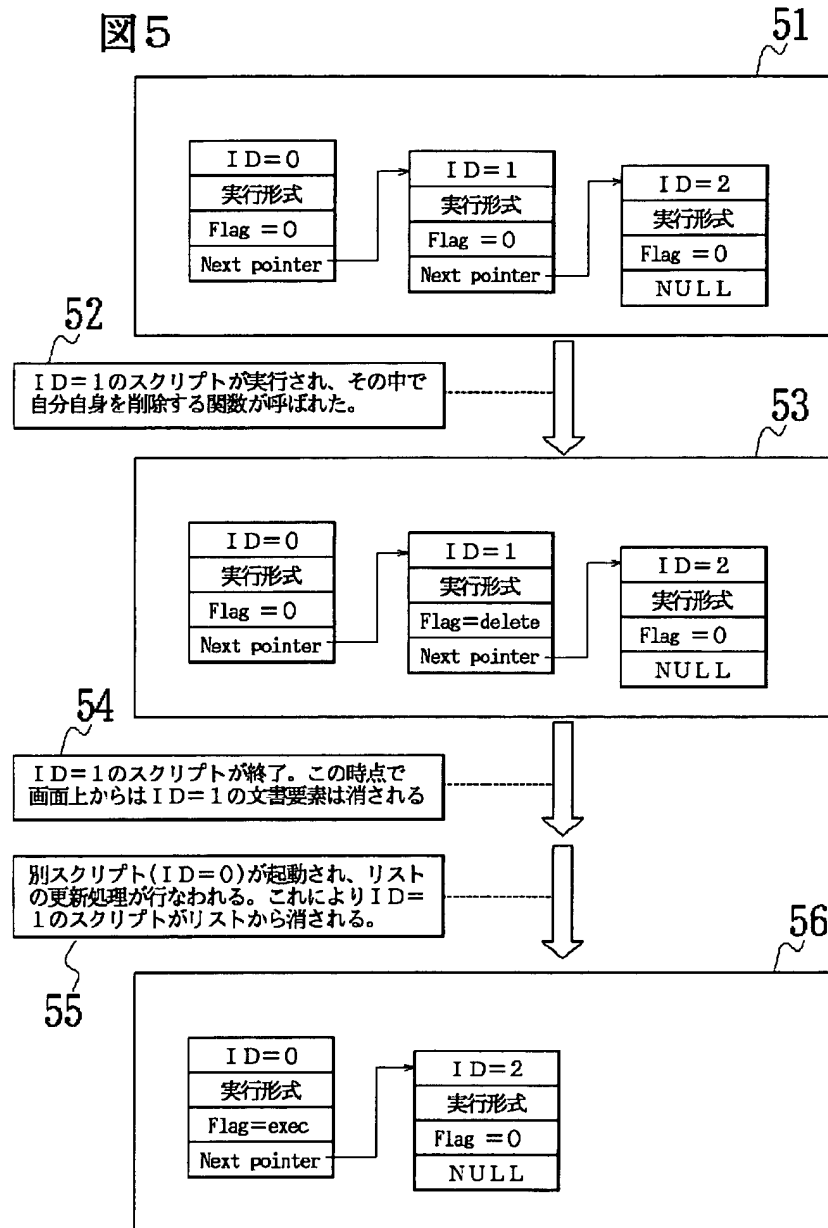 図５
51
ＩＤ＝０
実行形式
Flag ＝０
Next pointer
ＩＤ＝１
実行形式
Flag ＝０
Next pointer
ＩＤ＝２
実行形式
Flag ＝０
ＮＵＬＬ
52
ＩＤ＝１のスクリプトが実行され、その中で
自分自身を削除する関数が呼ばれた。
53
ＩＤ＝０
実行形式
Flag ＝０
Next pointer
ＩＤ＝１
実行形式
Flag＝delete
Next pointer
ＩＤ＝２
実行形式
Flag ＝０
ＮＵＬＬ
54
ＩＤ＝１のスクリプトが終了。この時点で
画面上からはＩＤ＝１の文書要素は消される
別スクリプト(ＩＤ＝０)が起動され、リスト
の更新処理が行なわれる。これによりＩＤ＝
１のスクリプトがリストから消される。
55
56
ＩＤ＝０
実行形式
Flag＝exec
Next pointer
ＩＤ＝２
実行形式
Flag ＝０
ＮＵＬＬ